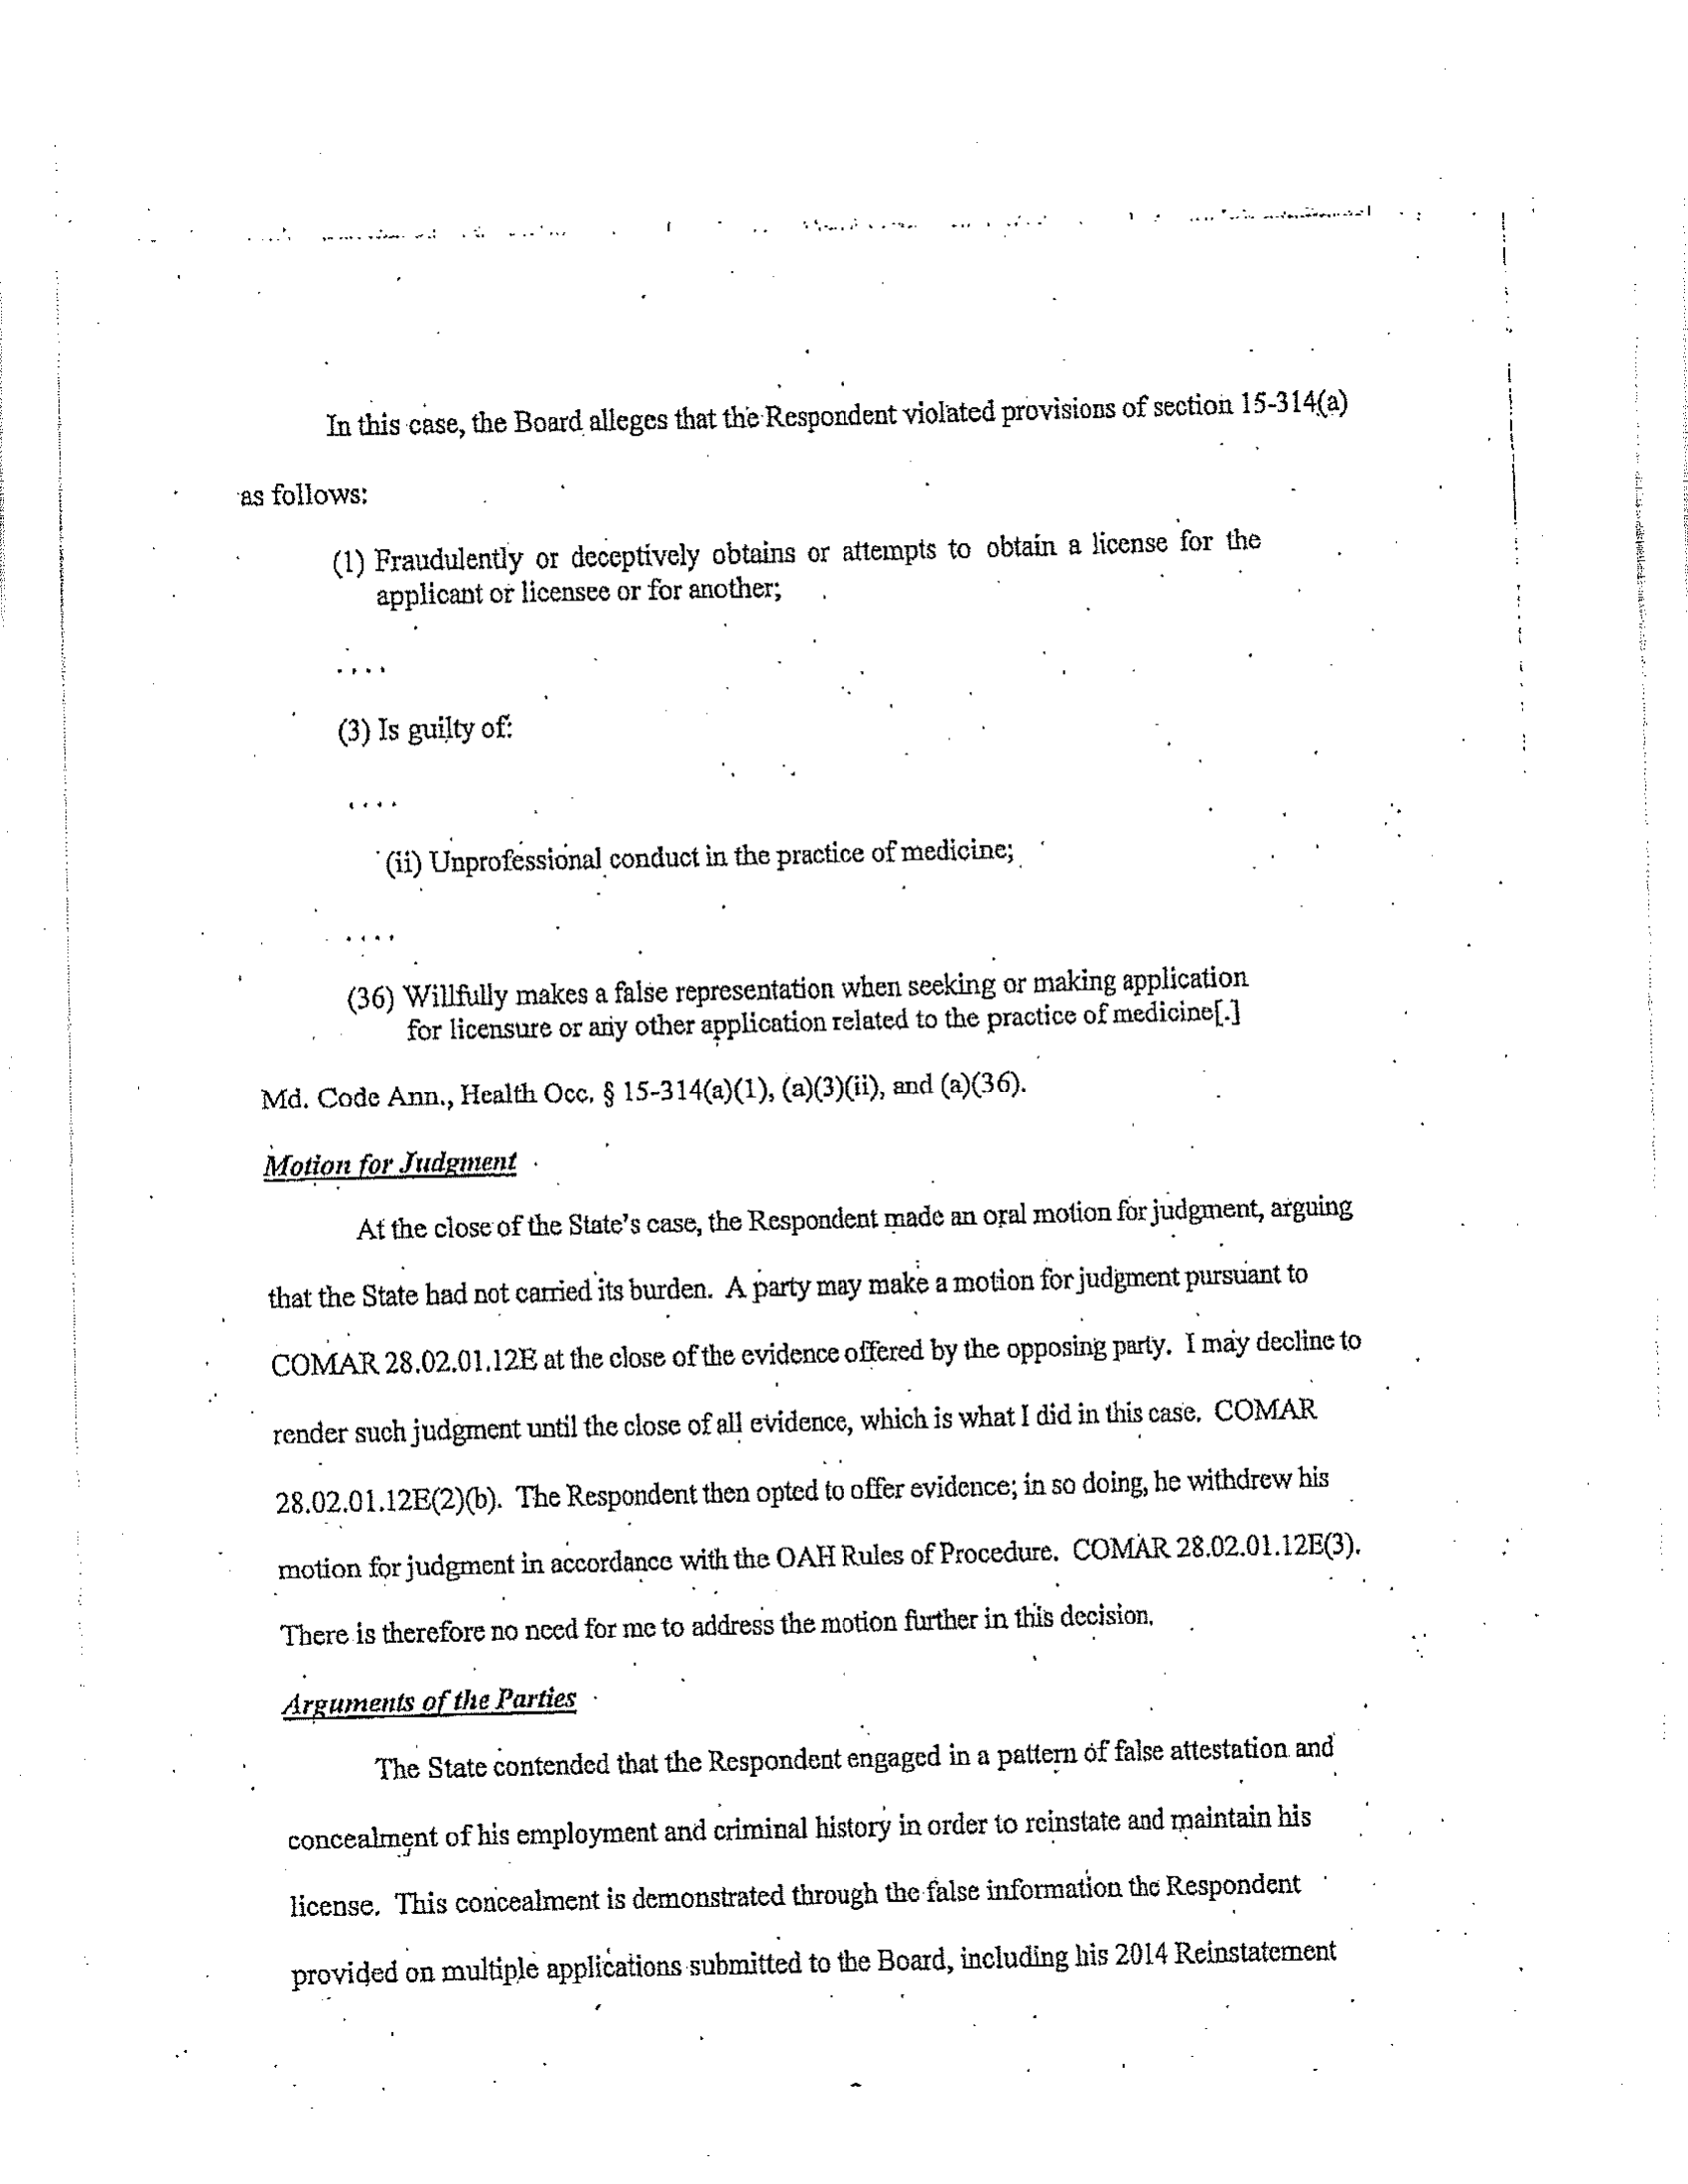 In this case, the Board alleges that the Respondent violated provisions of section 15-314(a)
as follows:
(1) Fraudulently or deceptively obtains or attempts to obtain a license for the
applicant or licensee or for another;
. . . .
(3) Is guilty of:
. . . .
(ii) Unprofessional conduct in the practice of medicine;
. . . .
(36) Willfully makes a false representation when seeking or making application
for licensure or any other application related to the practice of medicine[.]
Md. Code Ann., Health Occ. § 15-314(a)(1), (a)(3)(ii), and (a)(36).
Motion for Judgment
At the close of the State's case, the Respondent made an oral motion for judgment, arguing
that the State had not carried its burden. A party may make a motion for judgment pursuant to
COMAR 28.02.01.12E at the close of the evidence offered by the opposing party. I may decline to
render such judgment until the close of all evidence, which is what I did in this case. COMAR
28.02.01.12E(2)(b). The Respondent then opted to offer evidence; in so doing, he withdrew his
motion for judgment in accordance with the OAH Rules of Procedure. COMAR 28.02.01.12E(3).
There is therefore no need for me to address the motion further in this decision.
Arguments of the Parties
The State contended that the Respondent engaged in a pattern of false attestation and
concealment of his employment and criminal history in order to reinstate and maintain his
license. This concealment is demonstrated through the false information the Respondent
provided on multiple applications submitted to the Board, including his 2014 Reinstatement